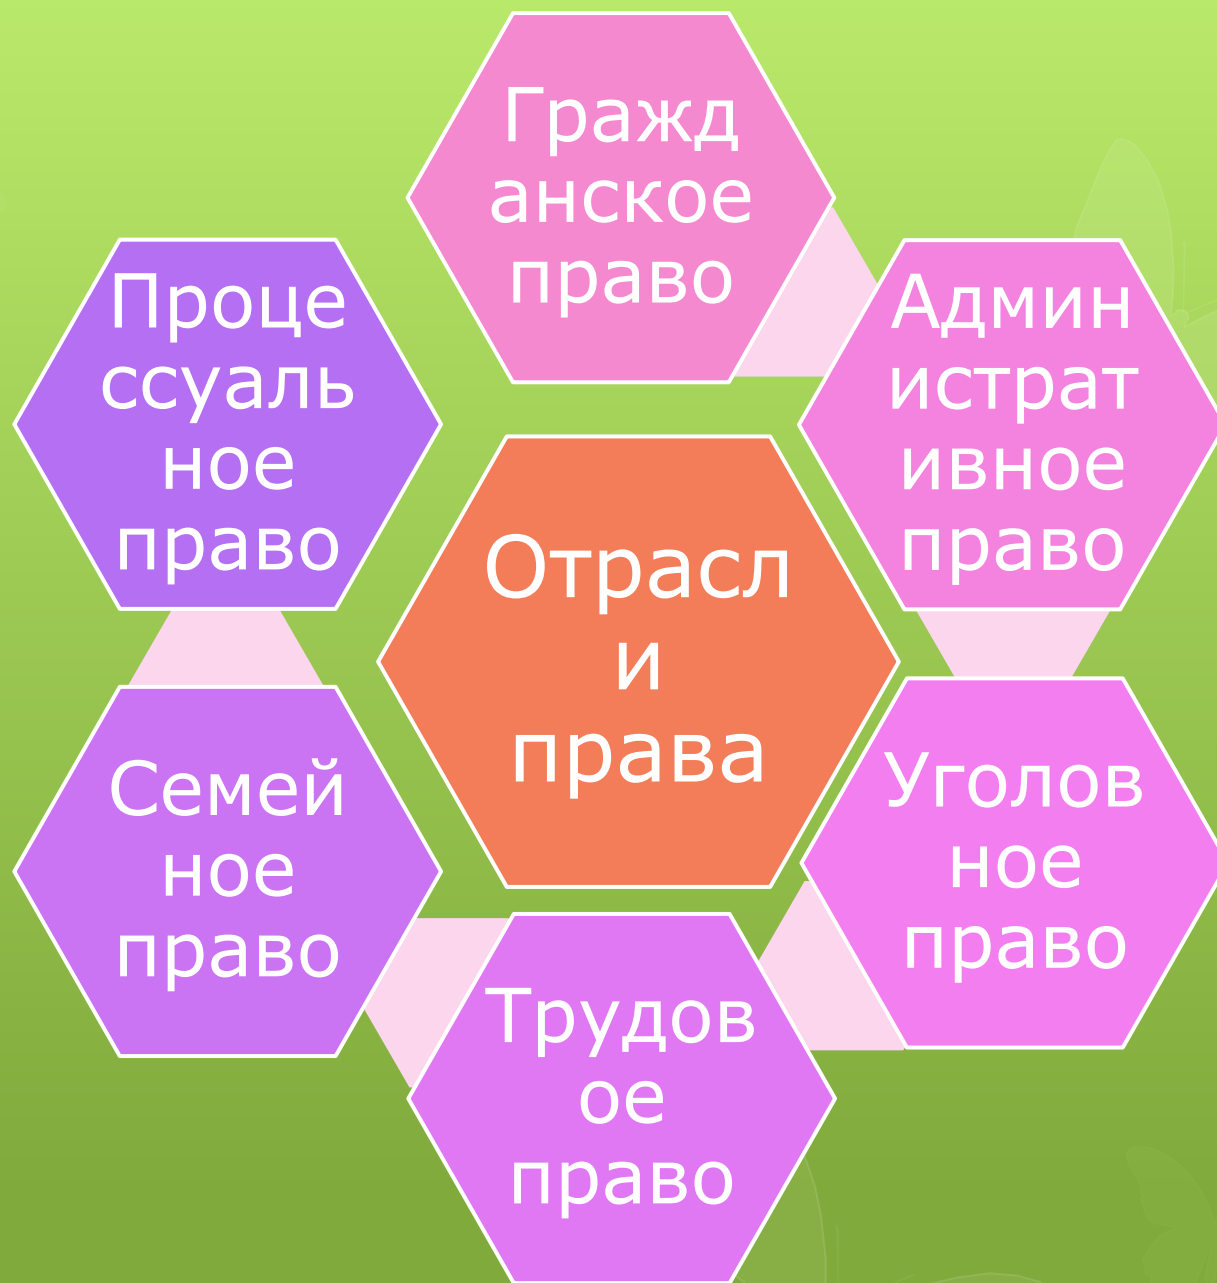 Гражд
анское
право
Админ
истрат
ивное
право
Уголов
ное
право
Трудов
ое
право
Семей
ное
право
Проце
ссуаль
ное
право
Отрасл
и
права